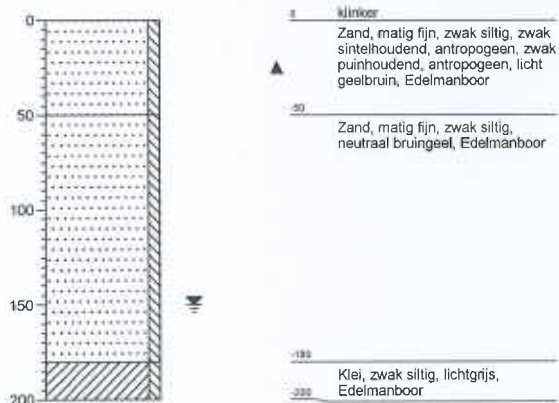 0
50
100
150
200
0 klinker
Zand, matig fijn, zwak siltig, zwak
sintelhoudend, antropogeen, zwak
puinhoudend, antropogeen, licht
geelbruin, Edelmanboor
-50
Zand, matig fijn, zwak siltig,
neutraal bruingeel, Edelmanboor
-180
Klei, zwak siltig, lichtgrijs,
Edelmanboor
-200